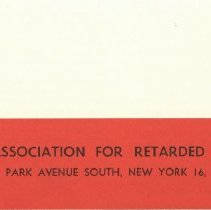 ASSOCIATION FOR RETARDED
PARK AVENUE SOUTH, NEW YORK 16,